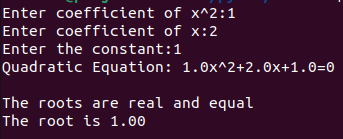 Enter coefficient of x^2:1
Enter coefficient of x:2
Enter the constant:1
Quadratic Equation: 1.0x^2+2.0x+1.0=0
The roots are real and equal
The root is 1.00